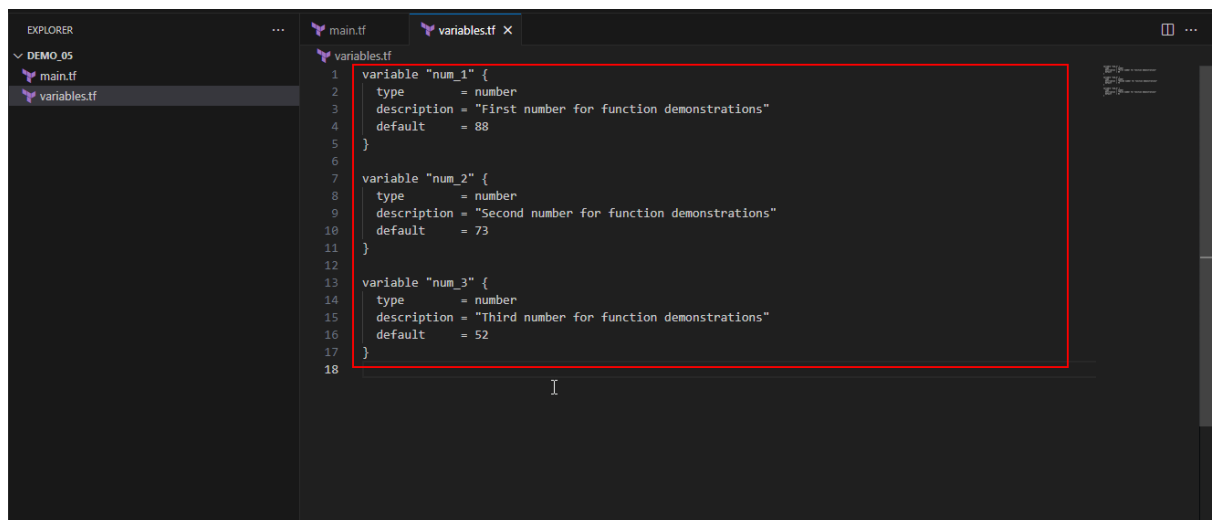 EXPLORER ...
DEMO_05
main.tf
variables.tf
main.tf variables.tf
variables.tf
1 variable "num_1" {
2   type        = number
3   description = "First number for function demonstrations"
4   default     = 88
5 }
6
7 variable "num_2" {
8   type        = number
9   description = "Second number for function demonstrations"
10   default     = 73
11 }
12
13 variable "num_3" {
14   type        = number
15   description = "Third number for function demonstrations"
16   default     = 52
17 }
18